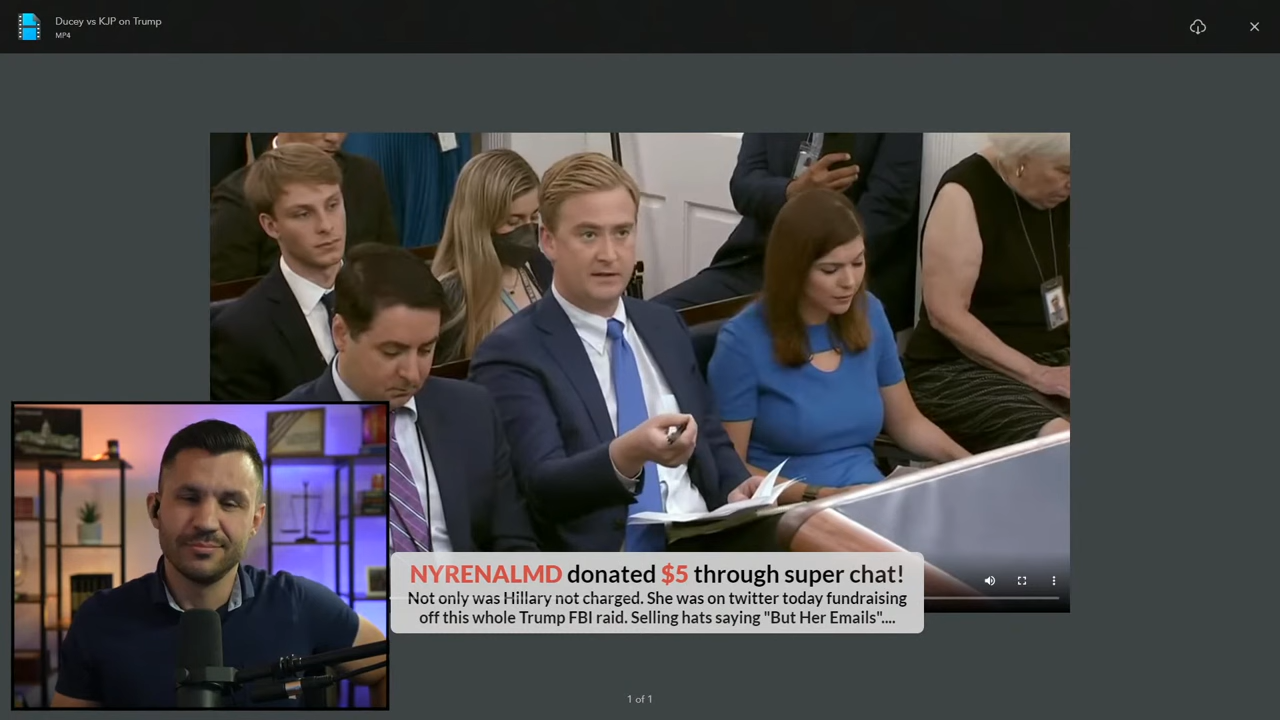 Ducey vs KJP on Trump
MP4
NYRENALMD donated $5 through super chat!
Not only was Hillary not charged. She was on twitter today fundraising
off this whole Trump FBI raid. Selling hats saying "But Her Emails"....
1 of 1